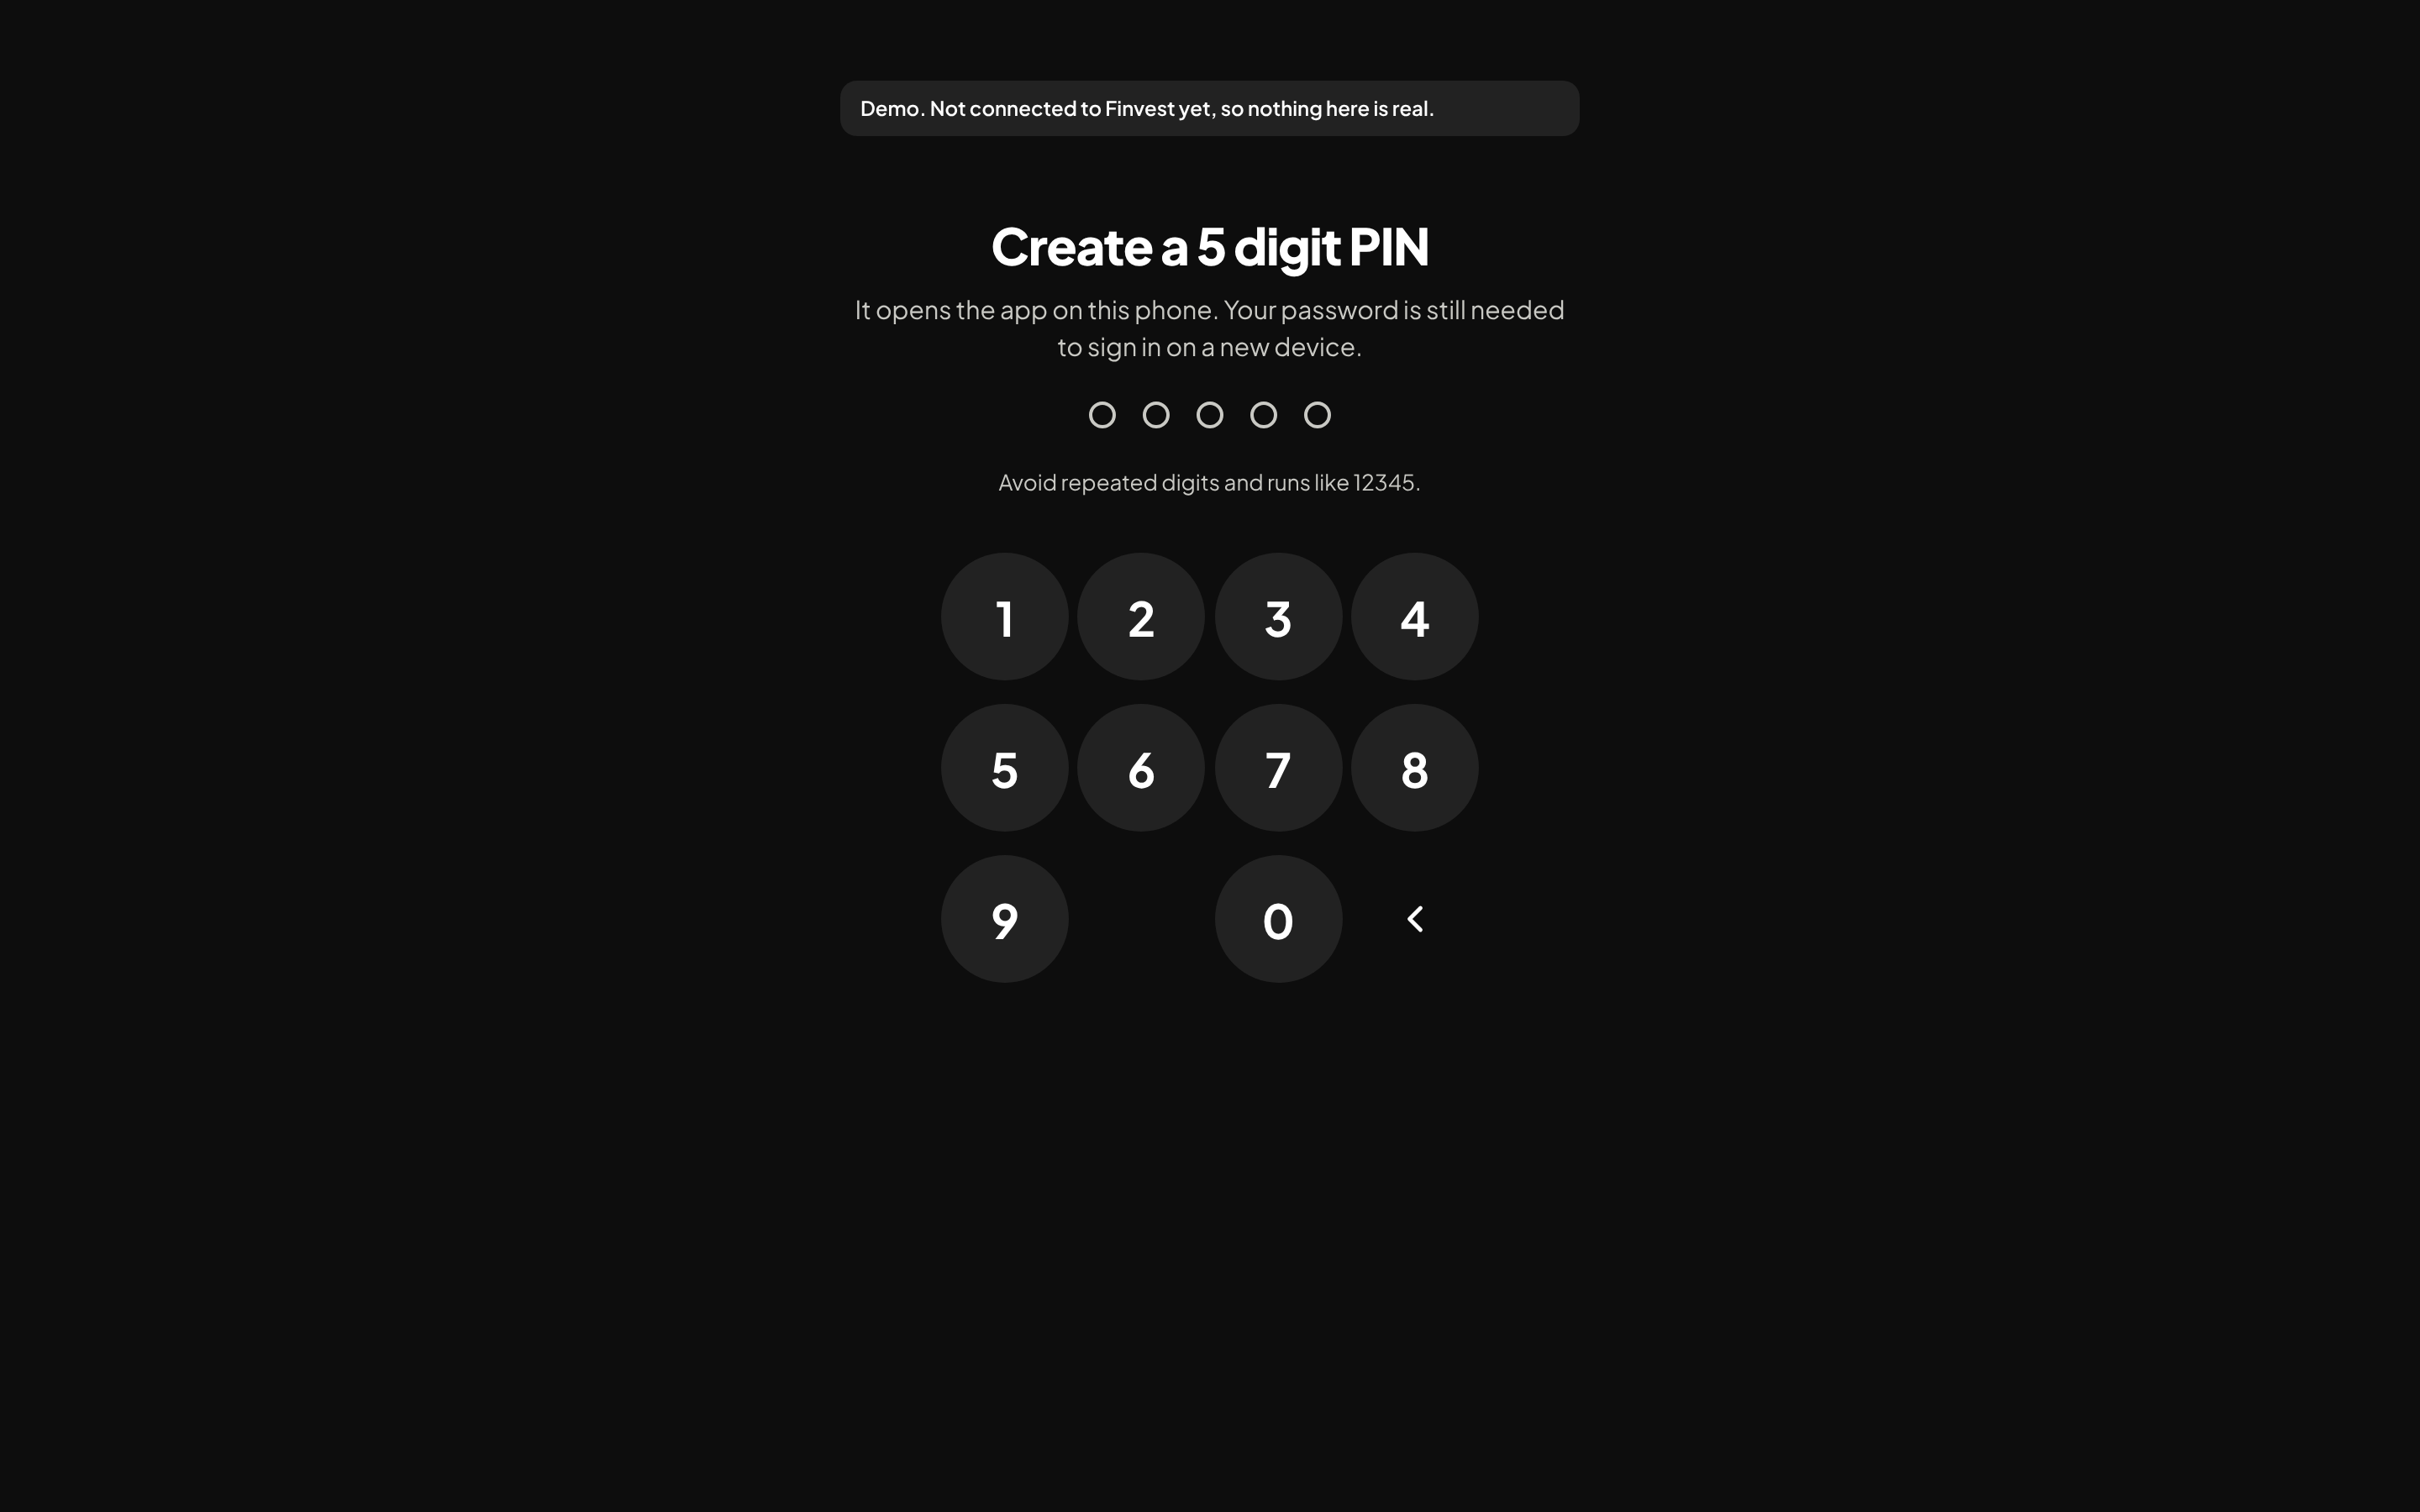 Demo. Not connected to Finvest yet, so nothing here is real.
Create a 5 digit PIN
It opens the app on this phone. Your password is still needed
to sign in on a new device.
Avoid repeated digits and runs like 12345.
1 2 3 4
5 6 7 8
9 0